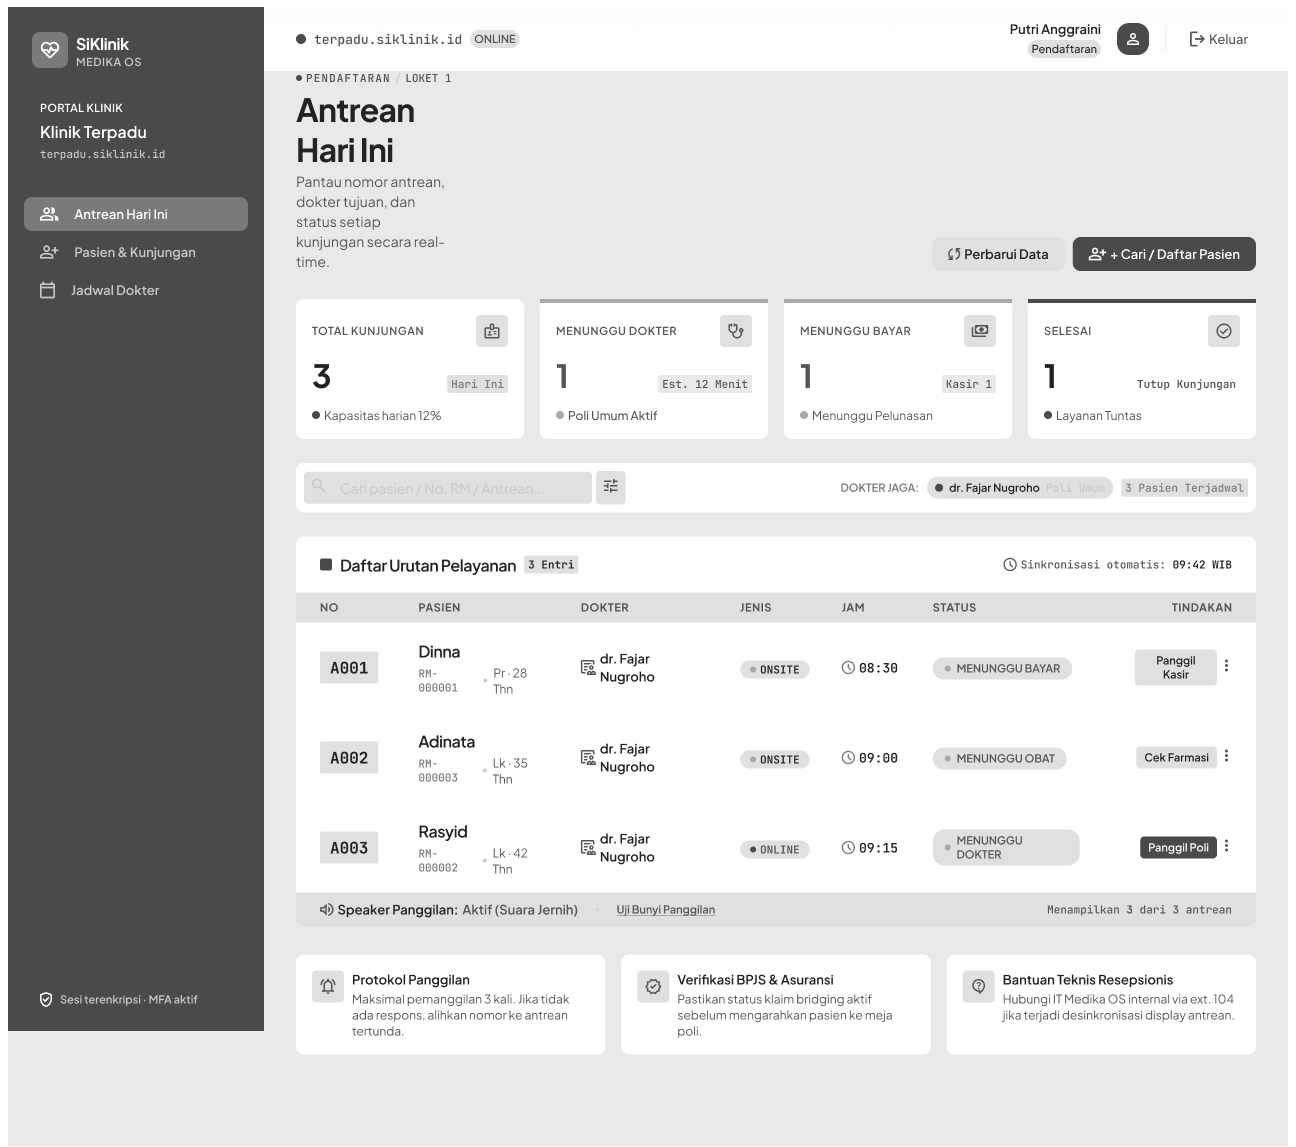 SiKlinik
MEDIKA OS
PORTAL KLINIK
Klinik Terpadu
terpadu.siklinik.id
Antrean Hari Ini
Pasien & Kunjungan
Jadwal Dokter
Sesi terenkripsi · MFA aktif
terpadu.siklinik.id ONLINE
Putri Anggraini
Pendaftaran
Keluar
PENDAFTARAN / LOKET 1
Antrean
Hari Ini
Pantau nomor antrean,
dokter tujuan, dan
status setiap
kunjungan secara real-
time.
Perbarui Data
+ Cari / Daftar Pasien
TOTAL KUNJUNGAN
3
Hari Ini
Kapasitas harian 12%
MENUNGGU DOKTER
1
Est. 12 Menit
Poli Umum Aktif
MENUNGGU BAYAR
1
Kasir 1
Menunggu Pelunasan
SELESAI
1
Tutup Kunjungan
Layanan Tuntas
Cari pasien / No. RM / Antrean...
DOKTER JAGA: dr. Fajar Nugroho Poli Umum 3 Pasien Terjadwal
Daftar Urutan Pelayanan 3 Entri
Sinkronisasi otomatis: 09:42 WIB
NO PASIEN DOKTER JENIS JAM STATUS TINDAKAN
A001
Dinna
RM-
000001
Pr · 28
Thn
dr. Fajar
Nugroho
ONSITE
08:30
MENUNGGU BAYAR
Panggil
Kasir
A002
Adinata
RM-
000003
Lk · 35
Thn
dr. Fajar
Nugroho
ONSITE
09:00
MENUNGGU OBAT
Cek Farmasi
A003
Rasyid
RM-
000002
Lk · 42
Thn
dr. Fajar
Nugroho
ONLINE
09:15
MENUNGGU
DOKTER
Panggil Poli
Speaker Panggilan: Aktif (Suara Jernih) · Uji Bunyi Panggilan
Menampilkan 3 dari 3 antrean
Protokol Panggilan
Maksimal pemanggilan 3 kali. Jika tidak
ada respons, alihkan nomor ke antrean
tertunda.
Verifikasi BPJS & Asuransi
Pastikan status klaim bridging aktif
sebelum mengarahkan pasien ke meja
poli.
Bantuan Teknis Resepsionis
Hubungi IT Medika OS internal via ext. 104
jika terjadi desinkronisasi display antrean.